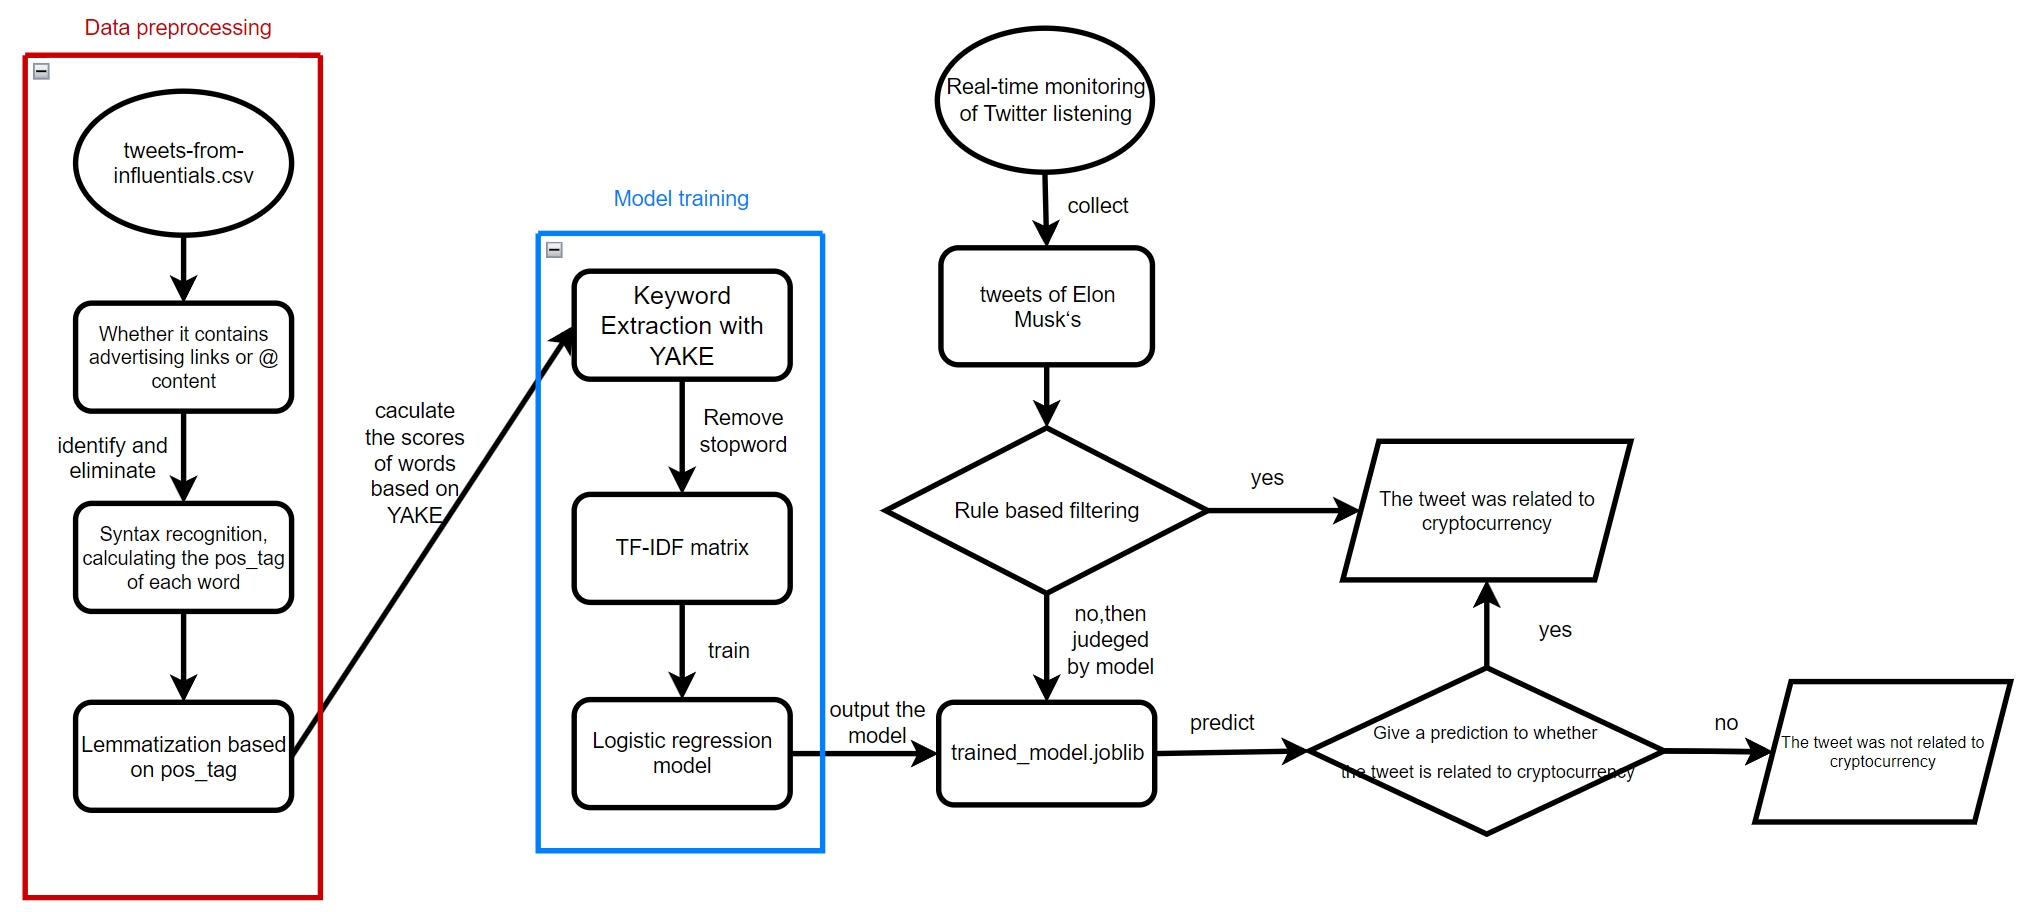 Data preprocessing
tweets-from-
influentials.csv
Whether it contains
advertising links or @
content
identify and
eliminate
Syntax recognition,
calculating the pos_tag
of each word
Lemmatization based
on pos_tag
caculate
the scores
of words
based on
YAKE
Model training
Keyword
Extraction with
YAKE
Remove
stopword
TF-IDF matrix
train
Logistic regression
model
output the
model
Real-time monitoring
of Twitter listening
collect
tweets of Elon
Musk‘s
Rule based filtering
yes
The tweet was related to
cryptocurrency
no,then
judeged
by model
trained_model.joblib
predict
Give a prediction to whether
the tweet is related to cryptocurrency
yes
no
The tweet was not related to
cryptocurrency